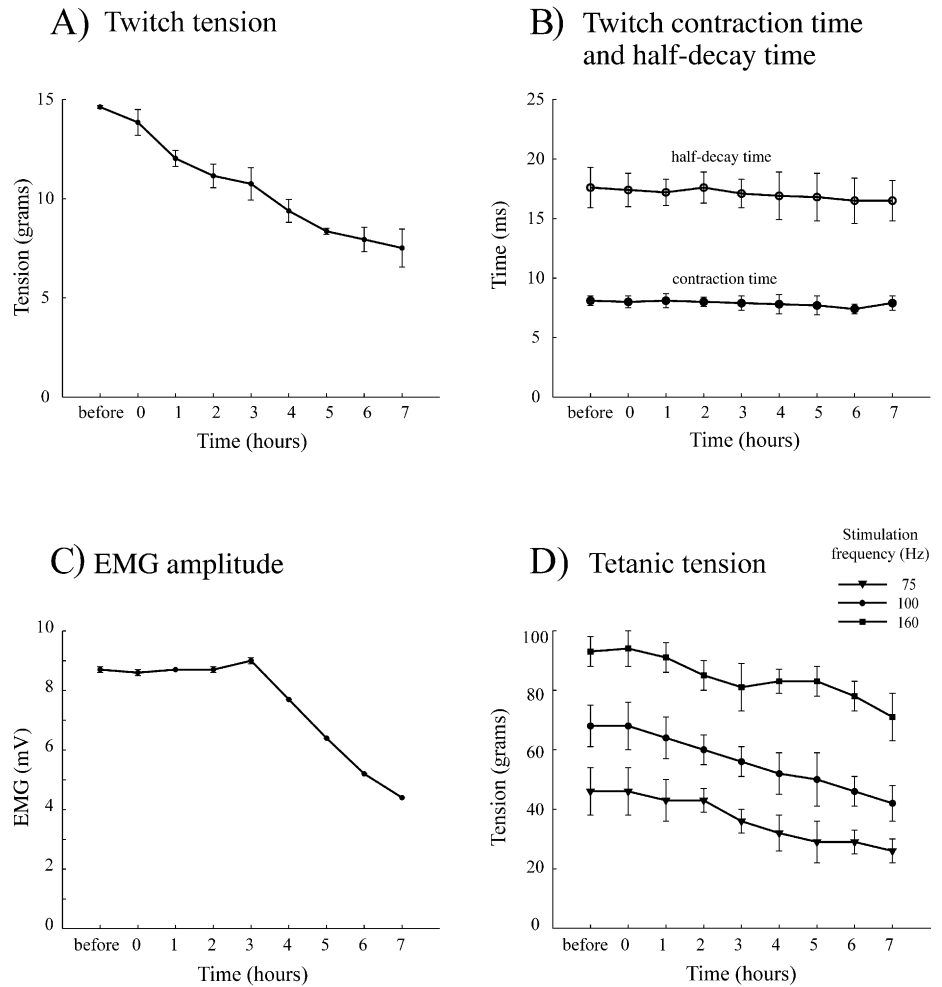 A) Twitch tension
15
10
5
0
Tension (grams)
before 0 1 2 3 4 5 6 7
Time (hours)
B) Twitch contraction time
and half-decay time
25
20
15
10
5
0
Time (ms)
half-decay time
contraction time
before 0 1 2 3 4 5 6 7
Time (hours)
C) EMG amplitude
10
8
6
4
2
0
EMG (mV)
before 0 1 2 3 4 5 6 7
Time (hours)
D) Tetanic tension
Stimulation
frequency (Hz)
75
100
160
100
80
60
40
20
0
Tension (grams)
before 0 1 2 3 4 5 6 7
Time (hours)